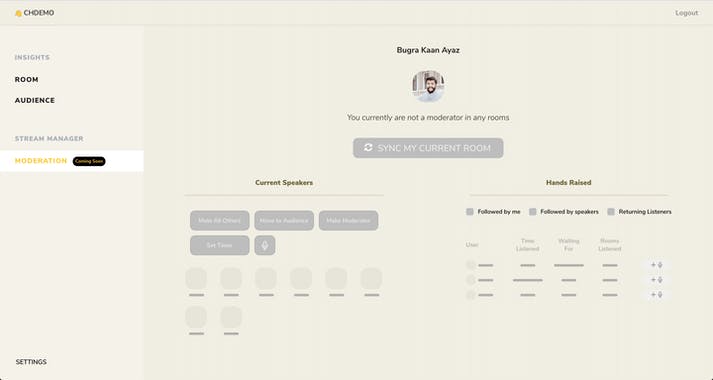 CHDEMO
Logout
INSIGHTS
ROOM
AUDIENCE
STREAM MANAGER
MODERATION Coming Soon
SETTINGS
Bugra Kaan Ayaz
You currently are not a moderator in any rooms
SYNC MY CURRENT ROOM
Current Speakers
Mute All Others Move to Audience Make Moderator
Set Timer
Hands Raised
Followed by me Followed by speakers Returning Listeners
User Time Listened Waiting For Rooms Listened
+
+
+